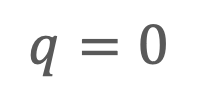 q = 0